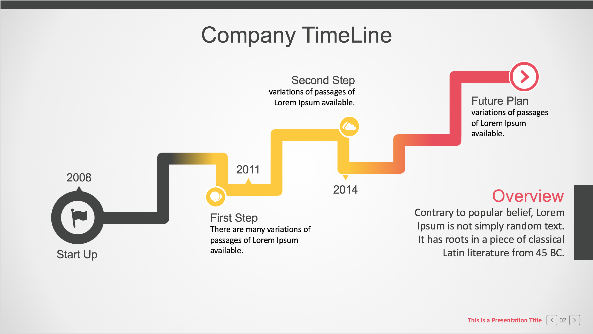 Company TimeLine
Second Step
variations of passages of
Lorem Ipsum available.
Future Plan
variations of passages
of Lorem Ipsum
available.
2008
2011
2014
Start Up
First Step
There are many variations of
passages of Lorem Ipsum
available.
Overview
Contrary to popular belief, Lorem
Ipsum is not simply random text.
It has roots in a piece of classical
Latin literature from 45 BC.
This Is a Presentation Title
02